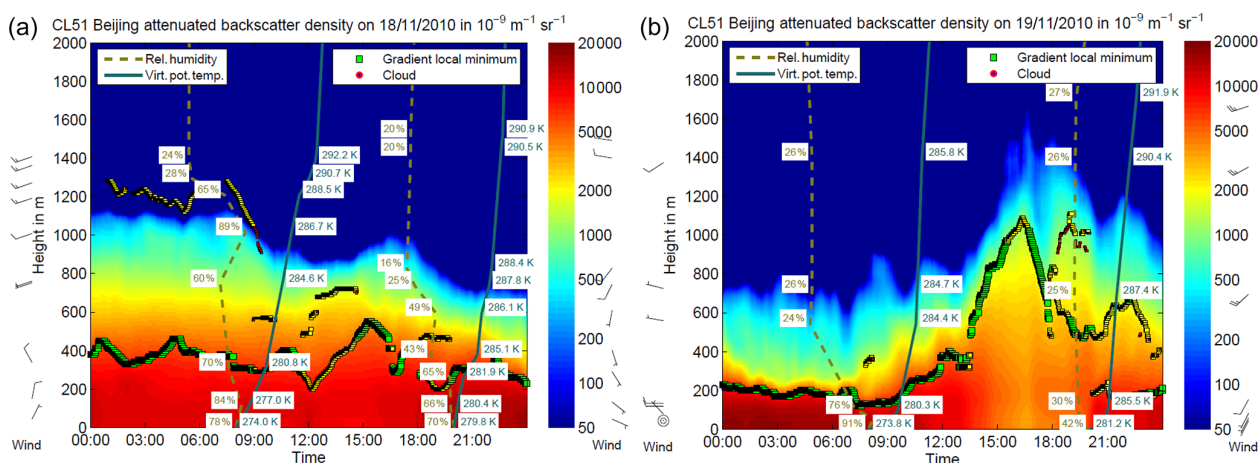 (a)
CL51 Beijing attenuated backscatter density on 18/11/2010 in 10⁻⁹ m⁻¹ sr⁻¹
2000
1800
1600
1400
1200
1000
800
600
400
200
0
Height in m
Rel. humidity
Virt. pot. temp.
Gradient local minimum
Cloud
20%
20%
24%
28%
65%
89%
60%
70%
84%
78%
16%
25%
49%
43%
65%
66%
70%
292.2 K
290.7 K
288.5 K
286.7 K
284.6 K
280.8 K
277.0 K
274.0 K
290.9 K
290.5 K
288.4 K
287.8 K
286.1 K
285.1 K
281.9 K
280.4 K
279.8 K
00:00 03:00 06:00 09:00 12:00 15:00 18:00 21:00
Time
Wind
Wind
20000
10000
5000
2000
1000
500
200
100
50
(b)
CL51 Beijing attenuated backscatter density on 19/11/2010 in 10⁻⁹ m⁻¹ sr⁻¹
2000
1800
1600
1400
1200
1000
800
600
400
200
0
Height in m
Rel. humidity
Virt. pot. temp.
Gradient local minimum
Cloud
26%
26%
24%
76%
91%
27%
26%
25%
30%
42%
285.8 K
284.7 K
284.4 K
280.3 K
273.8 K
291.9 K
290.4 K
287.4 K
285.5 K
281.2 K
00:00 03:00 06:00 09:00 12:00 15:00 18:00 21:00
Time
Wind
Wind
20000
10000
5000
2000
1000
500
200
100
50